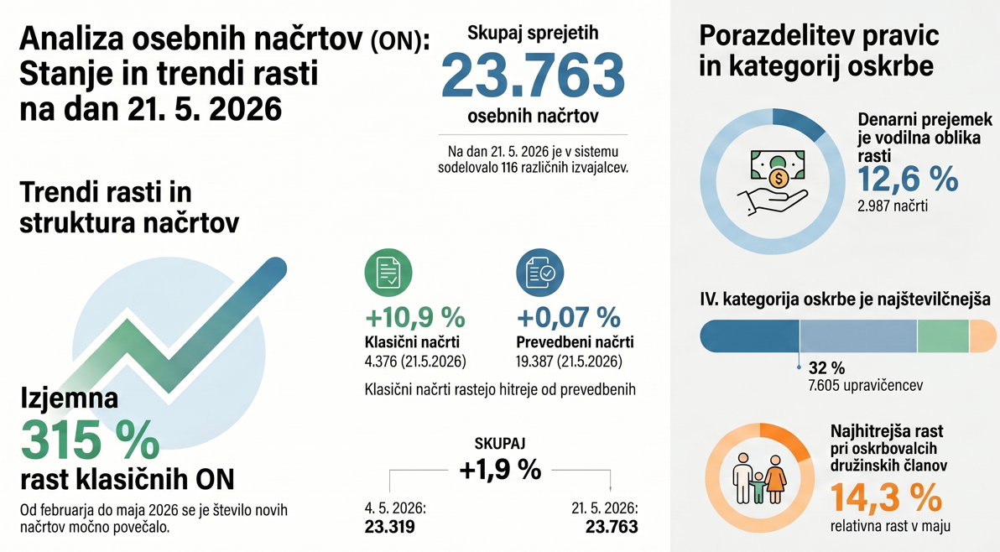 Analiza osebnih načrtov (ON):
Stanje in trendi rasti
na dan 21. 5. 2026
Skupaj sprejetih
23.763
osebnih načrtov
Na dan 21. 5. 2026 je v sistemu
sodelovalo 116 različnih izvajalcev.
Trendi rasti in
struktura načrtov
Izjemna
315 %
rast klasičnih ON
Od februarja do maja 2026 se je število novih
načrtov močno povečalo.
+10,9 %
Klasični načrti
4.376 (21.5.2026)
+0,07 %
Prevedbeni načrti
19.387 (21.5.2026)
Klasični načrti rastejo hitreje od prevedbenih
SKUPAJ
+1,9 %
4. 5. 2026:
23.319
21. 5. 2026:
23.763
Porazdelitev pravic
in kategorij oskrbe
$
Denarni prejemek
je vodilna oblika
rasti
12,6 %
2.987 načrti
IV. kategorija oskrbe je najštevilčnejša
32 %
7.605 upravičencev
Najhitrejša rast
pri oskrbovalcih
družinskih članov
14,3 %
relativna rast v maju